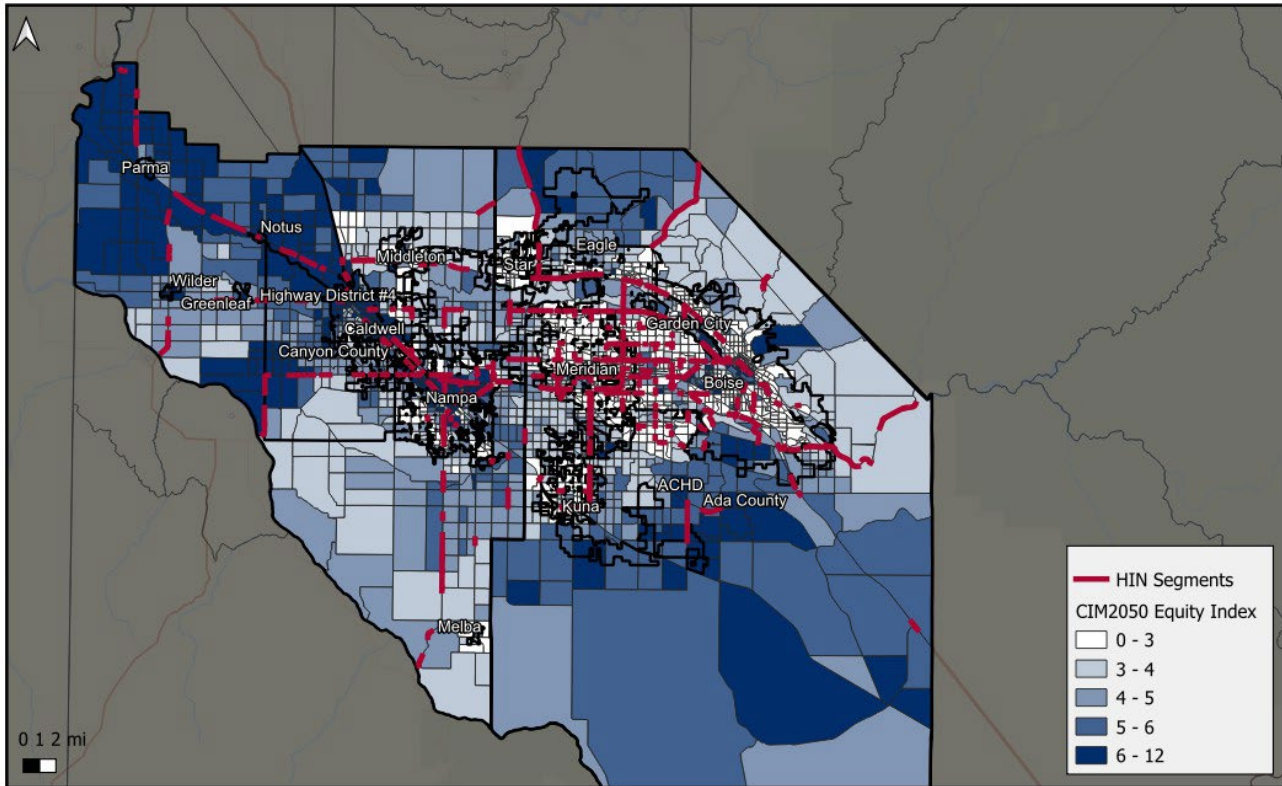 Parma
Notus
Middleton
Star
Eagle
Wilder
Greenleaf
Highway District #4
Caldwell
Canyon County
Garden City
Meridian
Boise
Nampa
ACHD
Ada County
Kuna
Melba
0 1 2 mi
HIN Segments
CIM2050 Equity Index
0 - 3
3 - 4
4 - 5
5 - 6
6 - 12